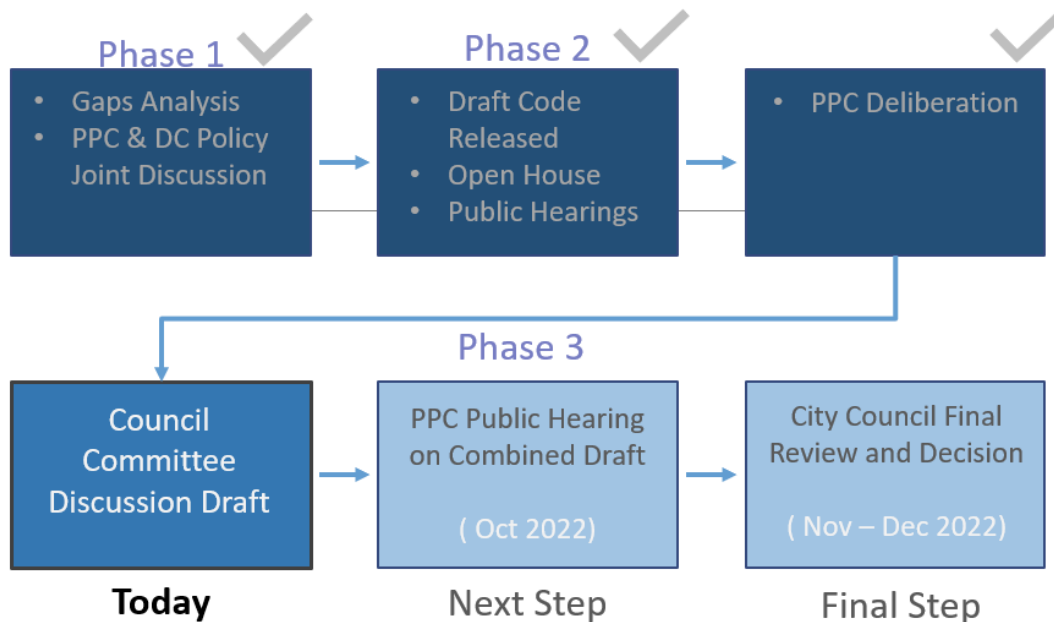 Phase 1
• Gaps Analysis
• PPC & DC Policy
Joint Discussion
Phase 2
• Draft Code
Released
• Open House
• Public Hearings
• PPC Deliberation
Phase 3
Council
Committee
Discussion Draft
Today
PPC Public Hearing
on Combined Draft
( Oct 2022)
Next Step
City Council Final
Review and Decision
( Nov – Dec 2022)
Final Step